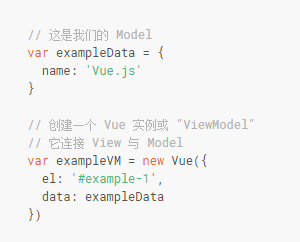 // 这是我们的 Model
var exampleData = {
  name: 'Vue.js'
}
// 创建一个 Vue 实例或 "ViewModel"
// 它连接 View 与 Model
var exampleVM = new Vue({
  el: '#example-1',
  data: exampleData
})